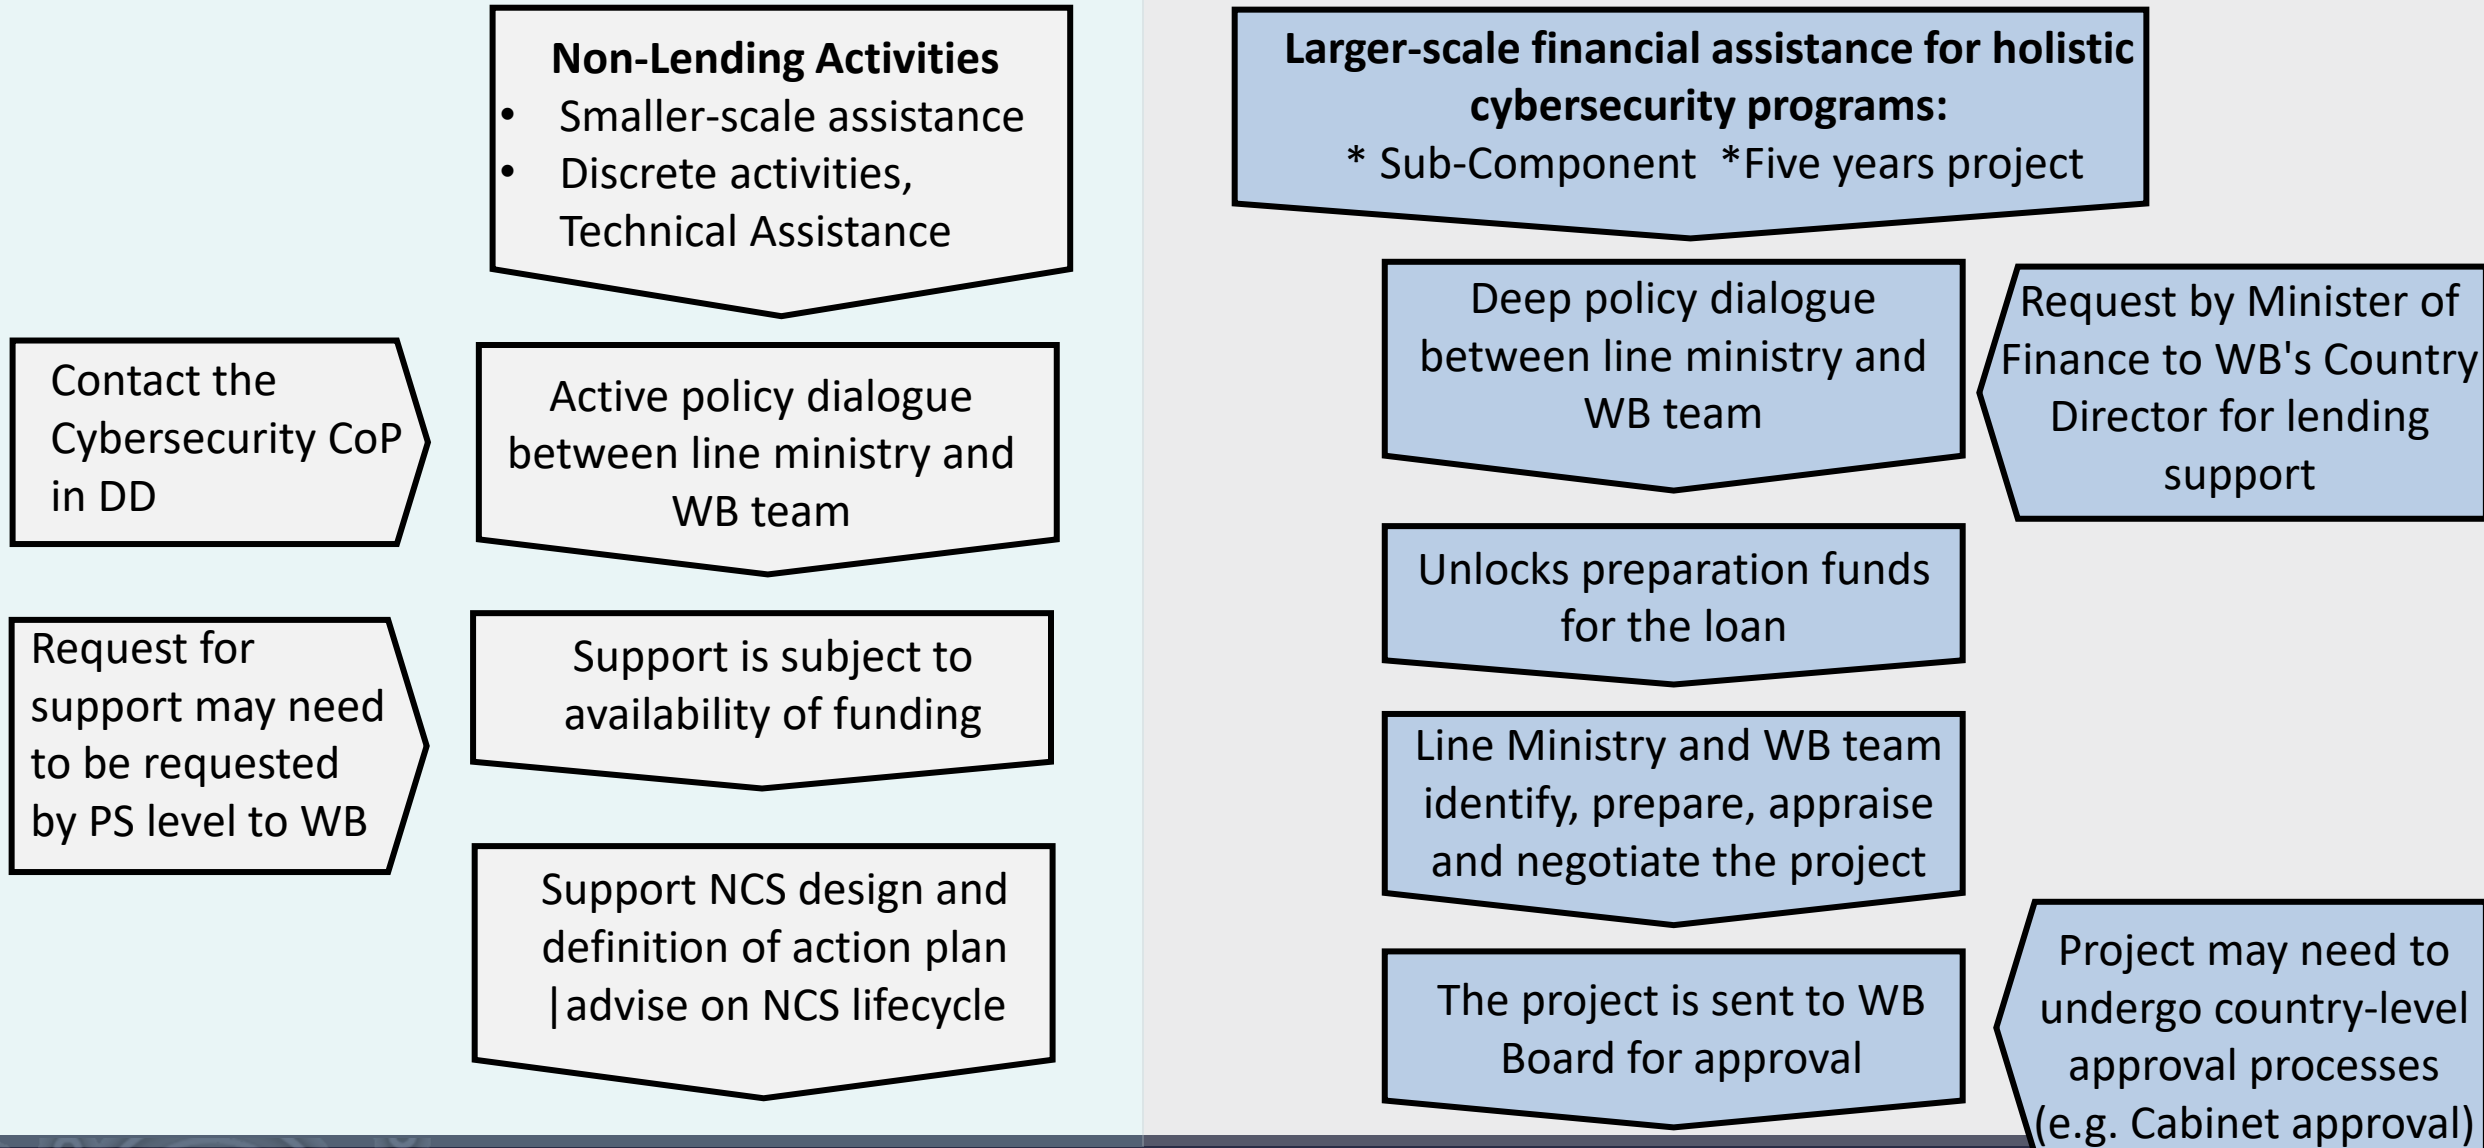 Non-Lending Activities
• Smaller-scale assistance
• Discrete activities,
Technical Assistance
Contact the
Cybersecurity CoP
in DD
Active policy dialogue
between line ministry and
WB team
Request for
support may need
to be requested
by PS level to WB
Support is subject to
availability of funding
Support NCS design and
definition of action plan
|advise on NCS lifecycle
Larger-scale financial assistance for holistic
cybersecurity programs:
* Sub-Component *Five years project
Deep policy dialogue
between line ministry and
WB team
Request by Minister of
Finance to WB's Country
Director for lending
support
Unlocks preparation funds
for the loan
Line Ministry and WB team
identify, prepare, appraise
and negotiate the project
The project is sent to WB
Board for approval
Project may need to
undergo country-level
approval processes
(e.g. Cabinet approval)